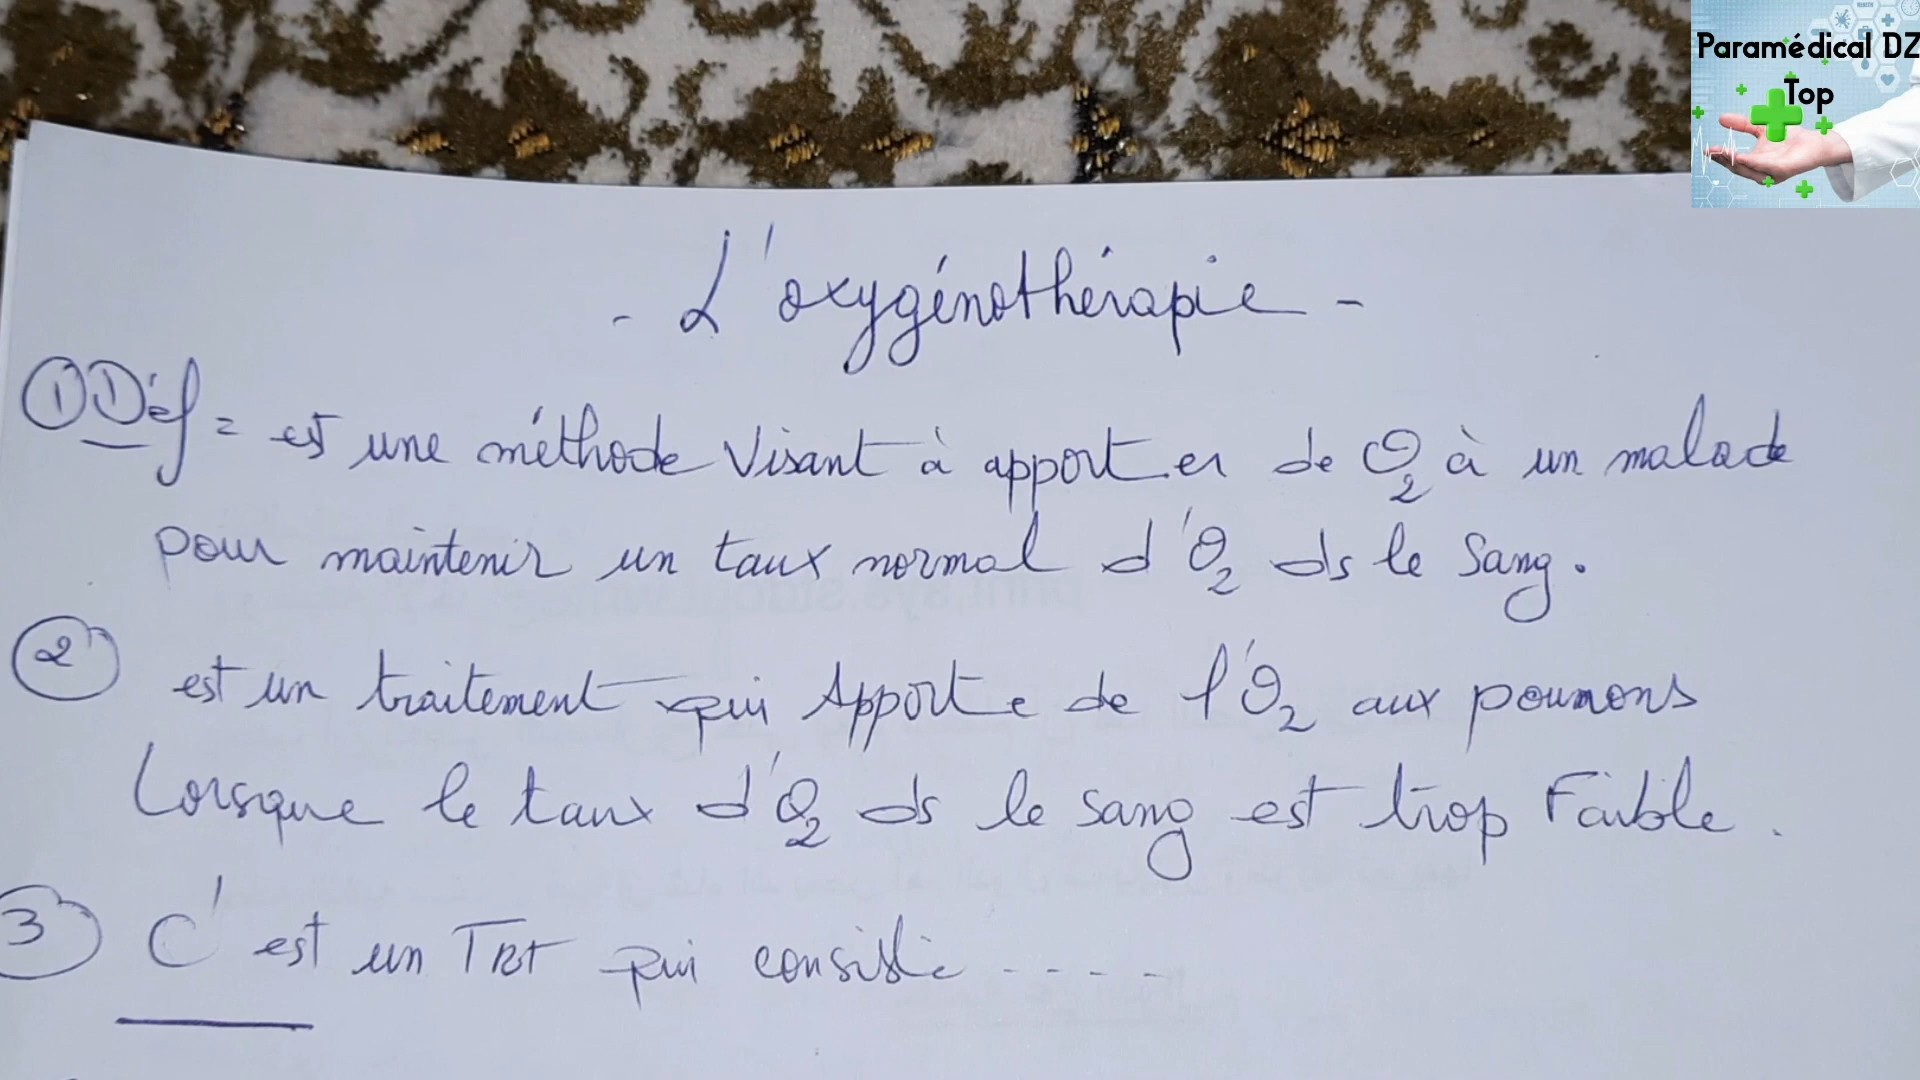 Paramédical DZ
Top
- L'oxygénothérapie -
① Déf = est une méthode Visant à apporter de O₂ à un malade
pour maintenir un taux normal d'O₂ ds le Sang.
② est un traitement qui Apporte de l'O₂ aux poumons
Lorsque le taux d'O₂ ds le sang est trop Faible.
③ C'est un TRT qui consiste - - - -